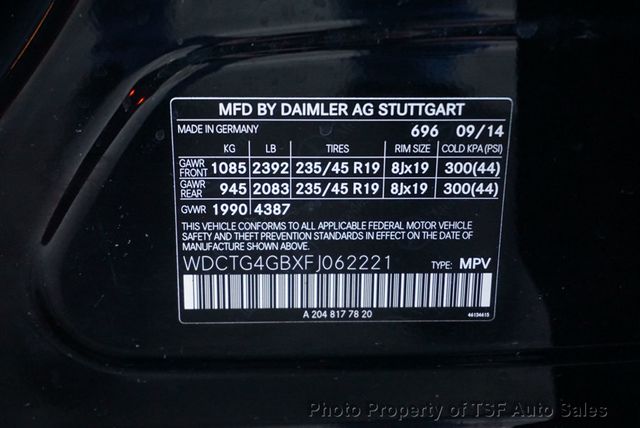 MFD BY DAIMLER AG STUTTGART
MADE IN GERMANY 696 09/14
KG LB TIRES RIM SIZE COLD KPA (PSI)
GAWR FRONT 1085 2392 235/45 R19 8Jx19 300(44)
GAWR REAR 945 2083 235/45 R19 8Jx19 300(44)
GVWR 1990 4387
THIS VEHICLE CONFORMS TO ALL APPLICABLE FEDERAL MOTOR VEHICLE
SAFETY AND THEFT PREVENTION STANDARDS IN EFFECT ON THE DATE OF
MANUFACTURE SHOWN ABOVE.
WDCTG4GBXFJ062221 TYPE: MPV
A 204 817 78 20 46134615
Photo Property of TSF Auto Sales